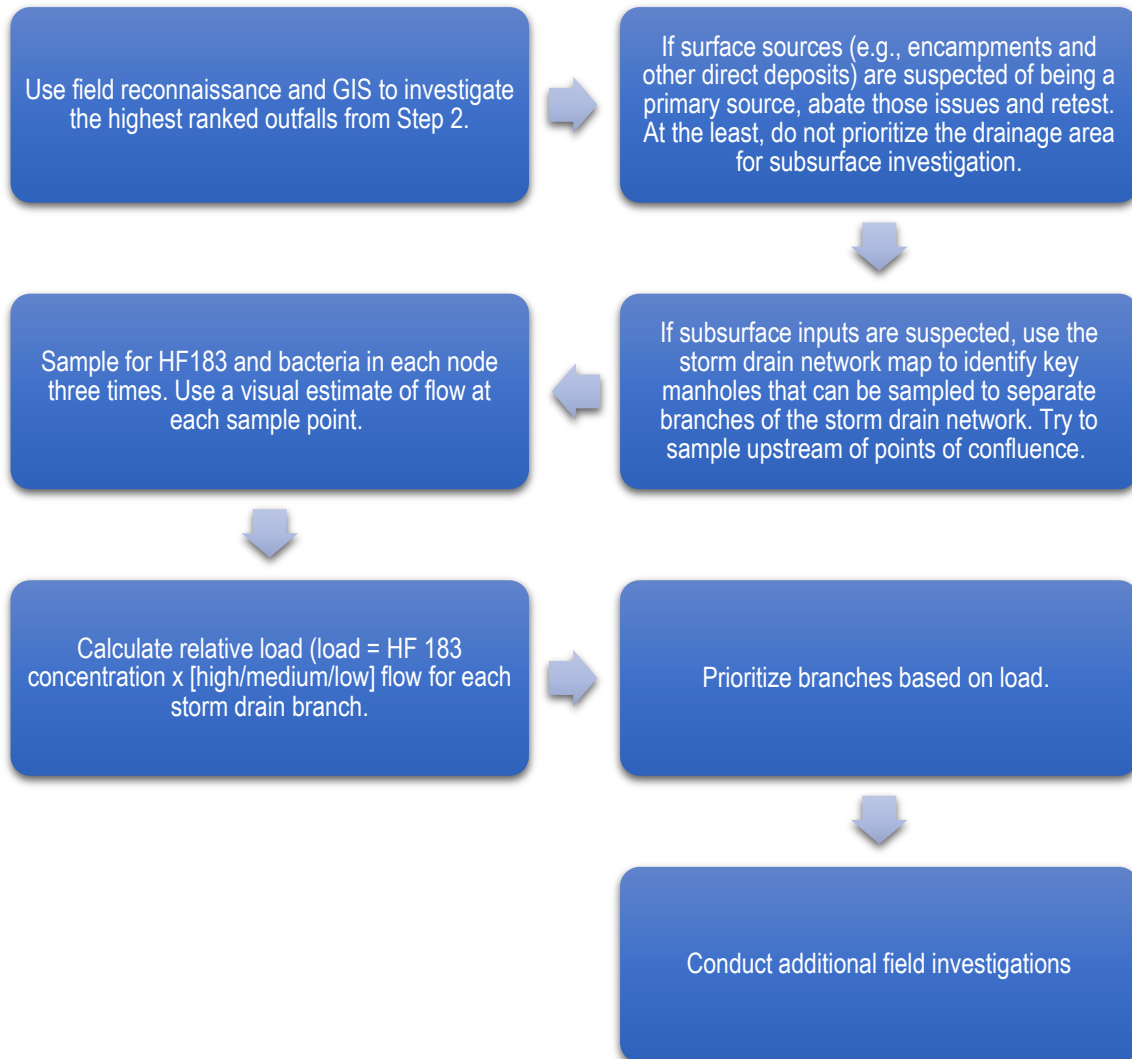 Use field reconnaissance and GIS to investigate
the highest ranked outfalls from Step 2.
If surface sources (e.g., encampments and
other direct deposits) are suspected of being a
primary source, abate those issues and retest.
At the least, do not prioritize the drainage area
for subsurface investigation.
If subsurface inputs are suspected, use the
storm drain network map to identify key
manholes that can be sampled to separate
branches of the storm drain network. Try to
sample upstream of points of confluence.
Sample for HF183 and bacteria in each node
three times. Use a visual estimate of flow at
each sample point.
Calculate relative load (load = HF 183
concentration x [high/medium/low] flow for each
storm drain branch.
Prioritize branches based on load.
Conduct additional field investigations